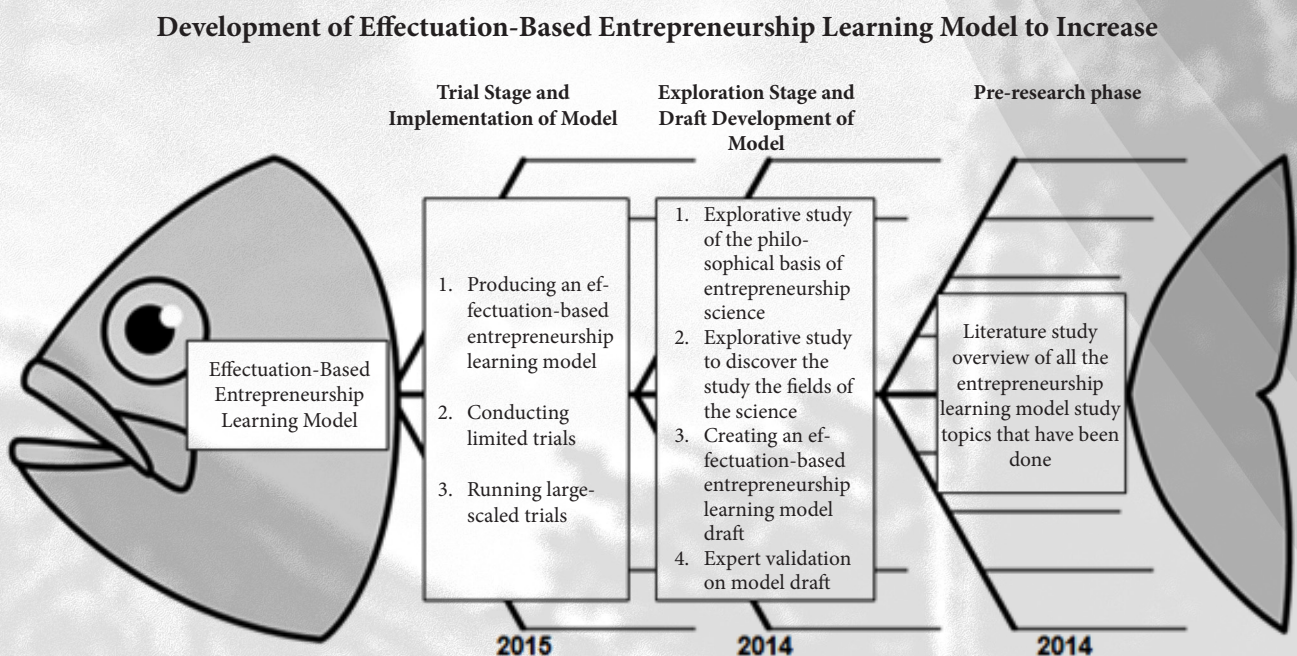 Development of Effectuation-Based Entrepreneurship Learning Model to Increase
Trial Stage and
Implementation of Model
Exploration Stage and
Draft Development of
Model
Pre-research phase
Effectuation-Based
Entrepreneurship
Learning Model
1. Producing an ef-
fectuation-based
entrepreneurship
learning model
2. Conducting
limited trials
3. Running large-
scaled trials
1. Explorative study
of the philo-
sophical basis of
entrepreneurship
science
2. Explorative study
to discover the
study the fields of
the science
3. Creating an ef-
fectuation-based
entrepreneurship
learning model
draft
4. Expert validation
on model draft
Literature study
overview of all the
entrepreneurship
learning model study
topics that have been
done
2015
2014
2014